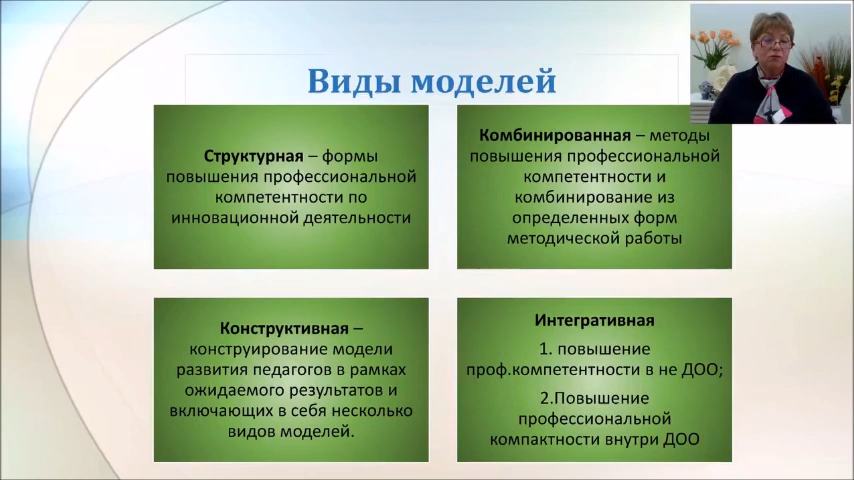 Виды моделей
Структурная – формы
повышения профессиональной
компетентности по
инновационной деятельности
Комбинированная – методы
повышения профессиональной
компетентности и
комбинирование из
определенных форм
методической работы
Конструктивная –
конструирование модели
развития педагогов в рамках
ожидаемого результатов и
включающих в себя несколько
видов моделей.
Интегративная
1. повышение
проф.компетентности в не ДОО;
2.Повышение
профессиональной
компактности внутри ДОО